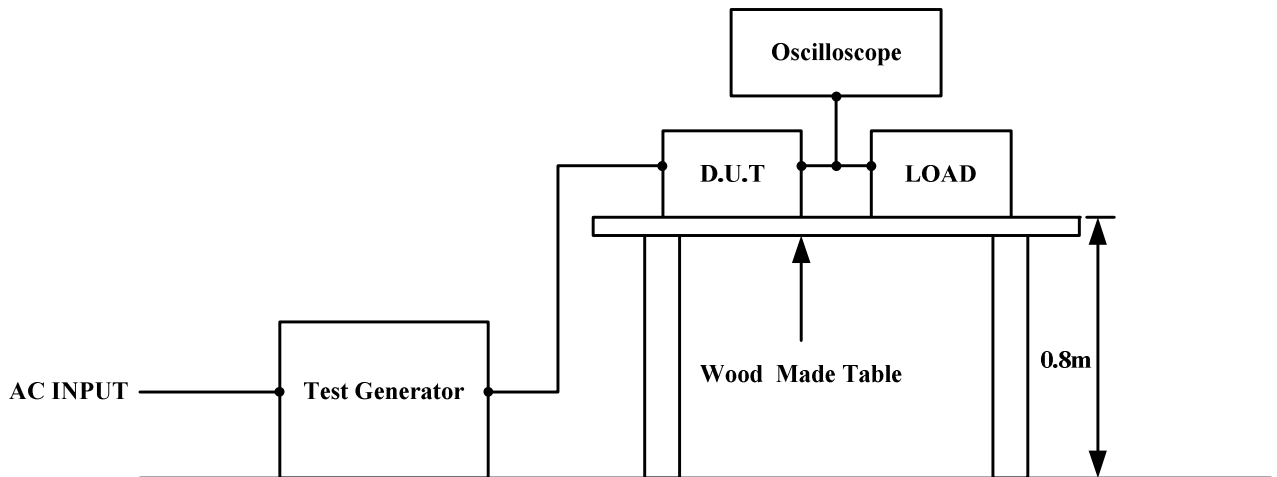 Oscilloscope
D.U.T
LOAD
AC INPUT
Test Generator
Wood Made Table
0.8m